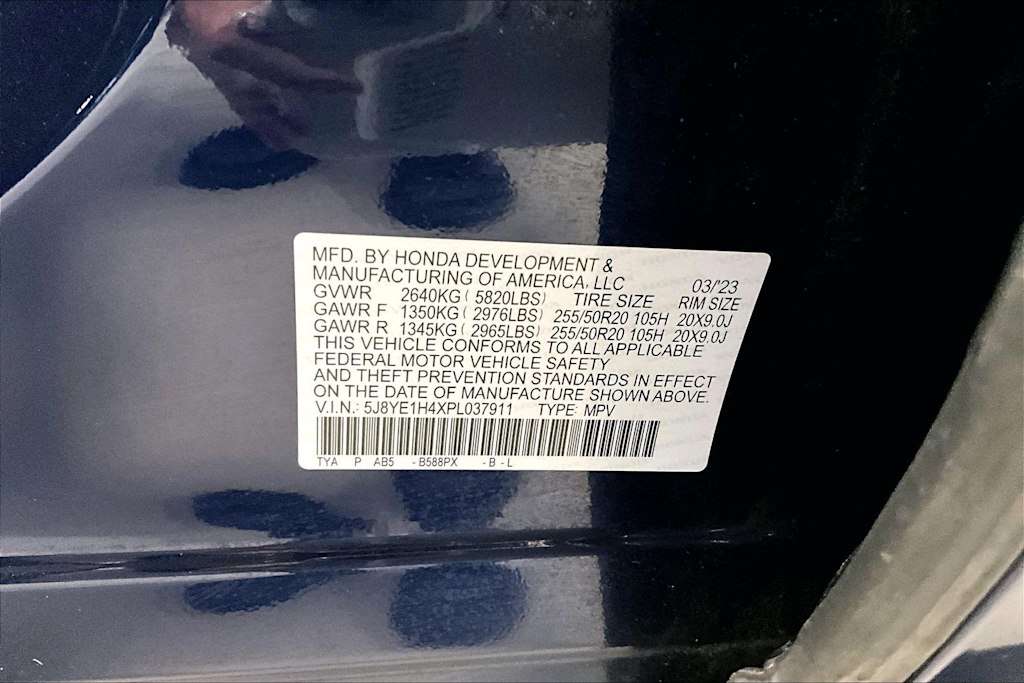 MFD. BY HONDA DEVELOPMENT &
MANUFACTURING OF AMERICA, LLC 03/'23
GVWR 2640KG ( 5820LBS) TIRE SIZE RIM SIZE
GAWR F 1350KG ( 2976LBS) 255/50R20 105H 20X9.0J
GAWR R 1345KG ( 2965LBS) 255/50R20 105H 20X9.0J
THIS VEHICLE CONFORMS TO ALL APPLICABLE
FEDERAL MOTOR VEHICLE SAFETY
AND THEFT PREVENTION STANDARDS IN EFFECT
ON THE DATE OF MANUFACTURE SHOWN ABOVE.
V.I.N.: 5J8YE1H4XPL037911 TYPE: MPV
TYA P AB5 -B588PX -B -L